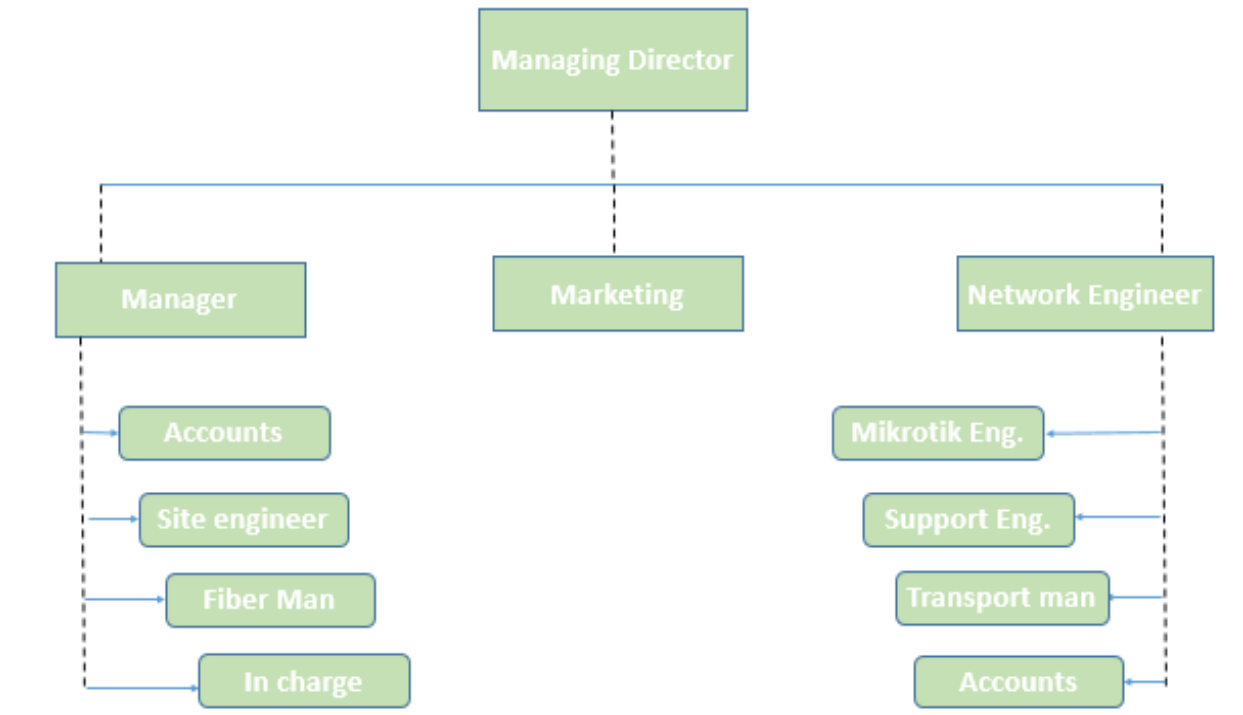 Managing Director
Manager
Marketing
Network Engineer
Accounts
Site engineer
Fiber Man
In charge
Mikrotik Eng.
Support Eng.
Transport man
Accounts